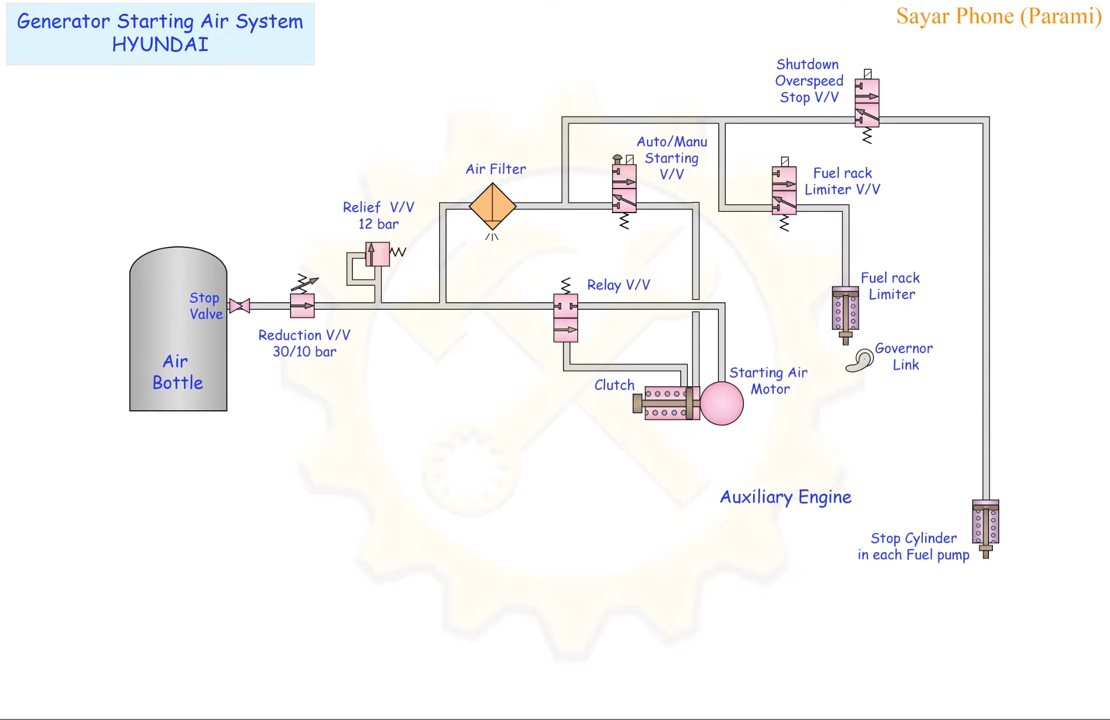 Generator Starting Air System
HYUNDAI
Sayar Phone (Parami)
Shutdown
Overspeed
Stop V/V
Auto/Manu
Starting
V/V
Air Filter
Fuel rack
Limiter V/V
Relief V/V
12 bar
Relay V/V
Fuel rack
Limiter
Stop
Valve
Reduction V/V
30/10 bar
Governor
Link
Air
Bottle
Clutch
Starting Air
Motor
Auxiliary Engine
Stop Cylinder
in each Fuel pump